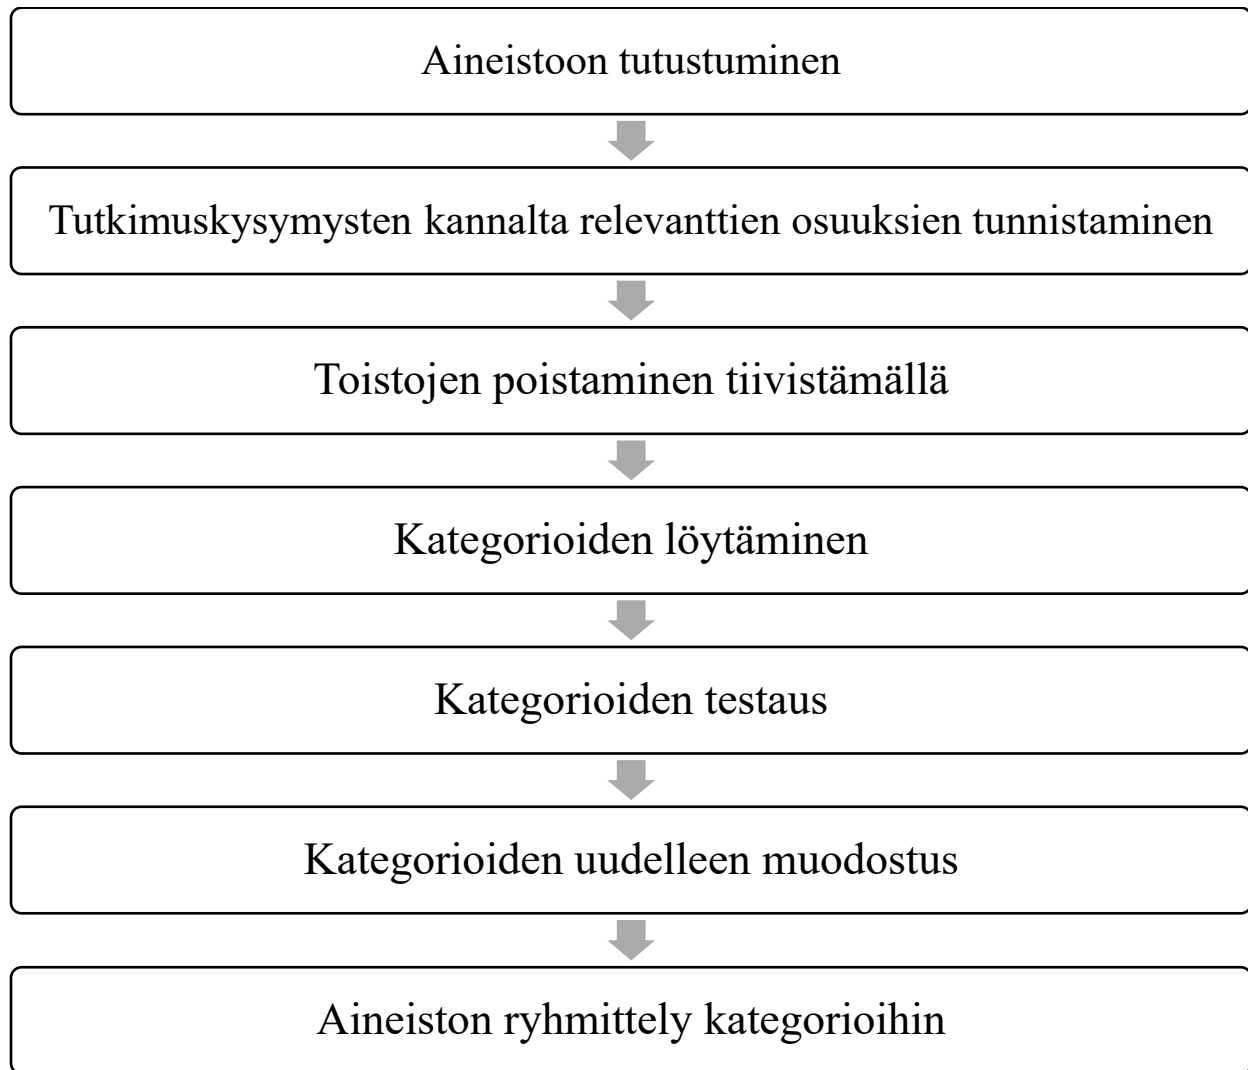 Aineistoon tutustuminen
Tutkimuskysymysten kannalta relevanttien osuuksien tunnistaminen
Toistojen poistaminen tiivistämällä
Kategorioiden löytäminen
Kategorioiden testaus
Kategorioiden uudelleen muodostus
Aineiston ryhmittely kategorioihin